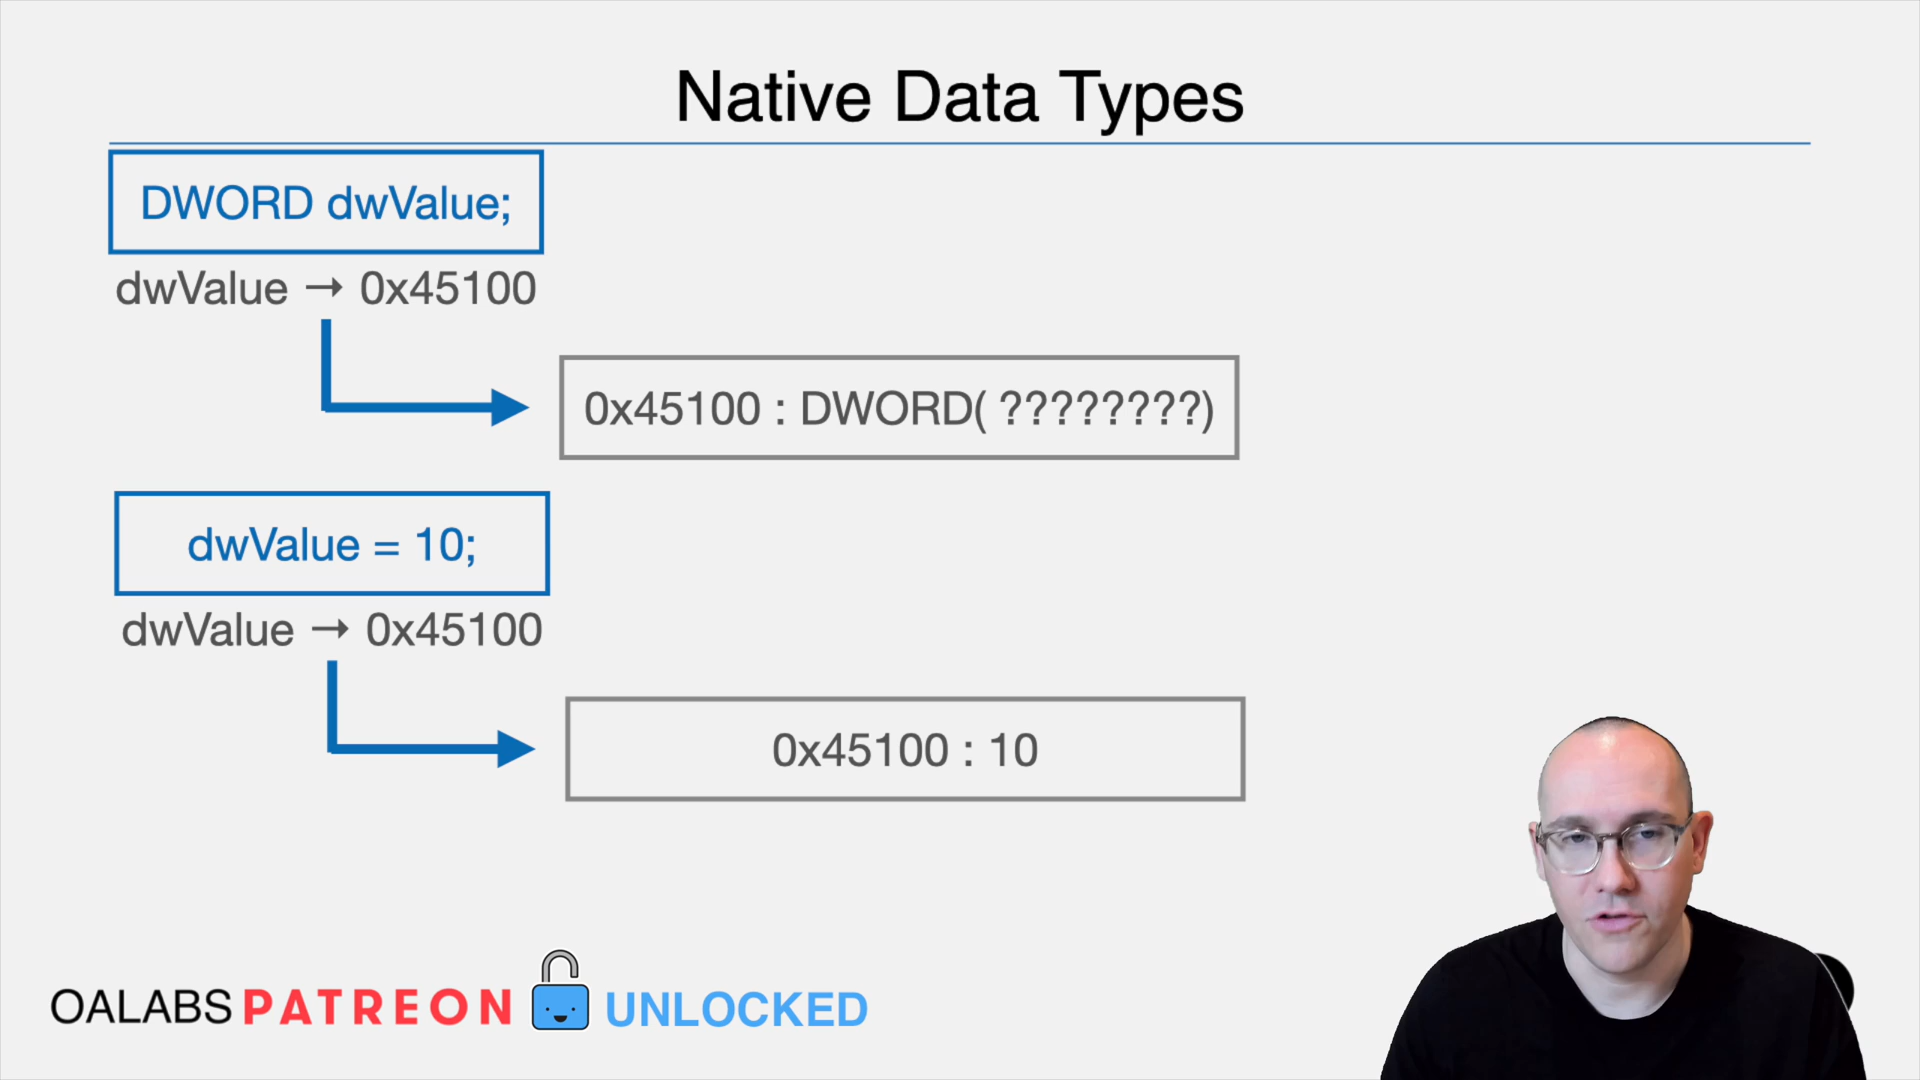 Native Data Types
DWORD dwValue;
dwValue → 0x45100
0x45100 : DWORD( ????????)
dwValue = 10;
dwValue → 0x45100
0x45100 : 10
OALABS PATREON UNLOCKED